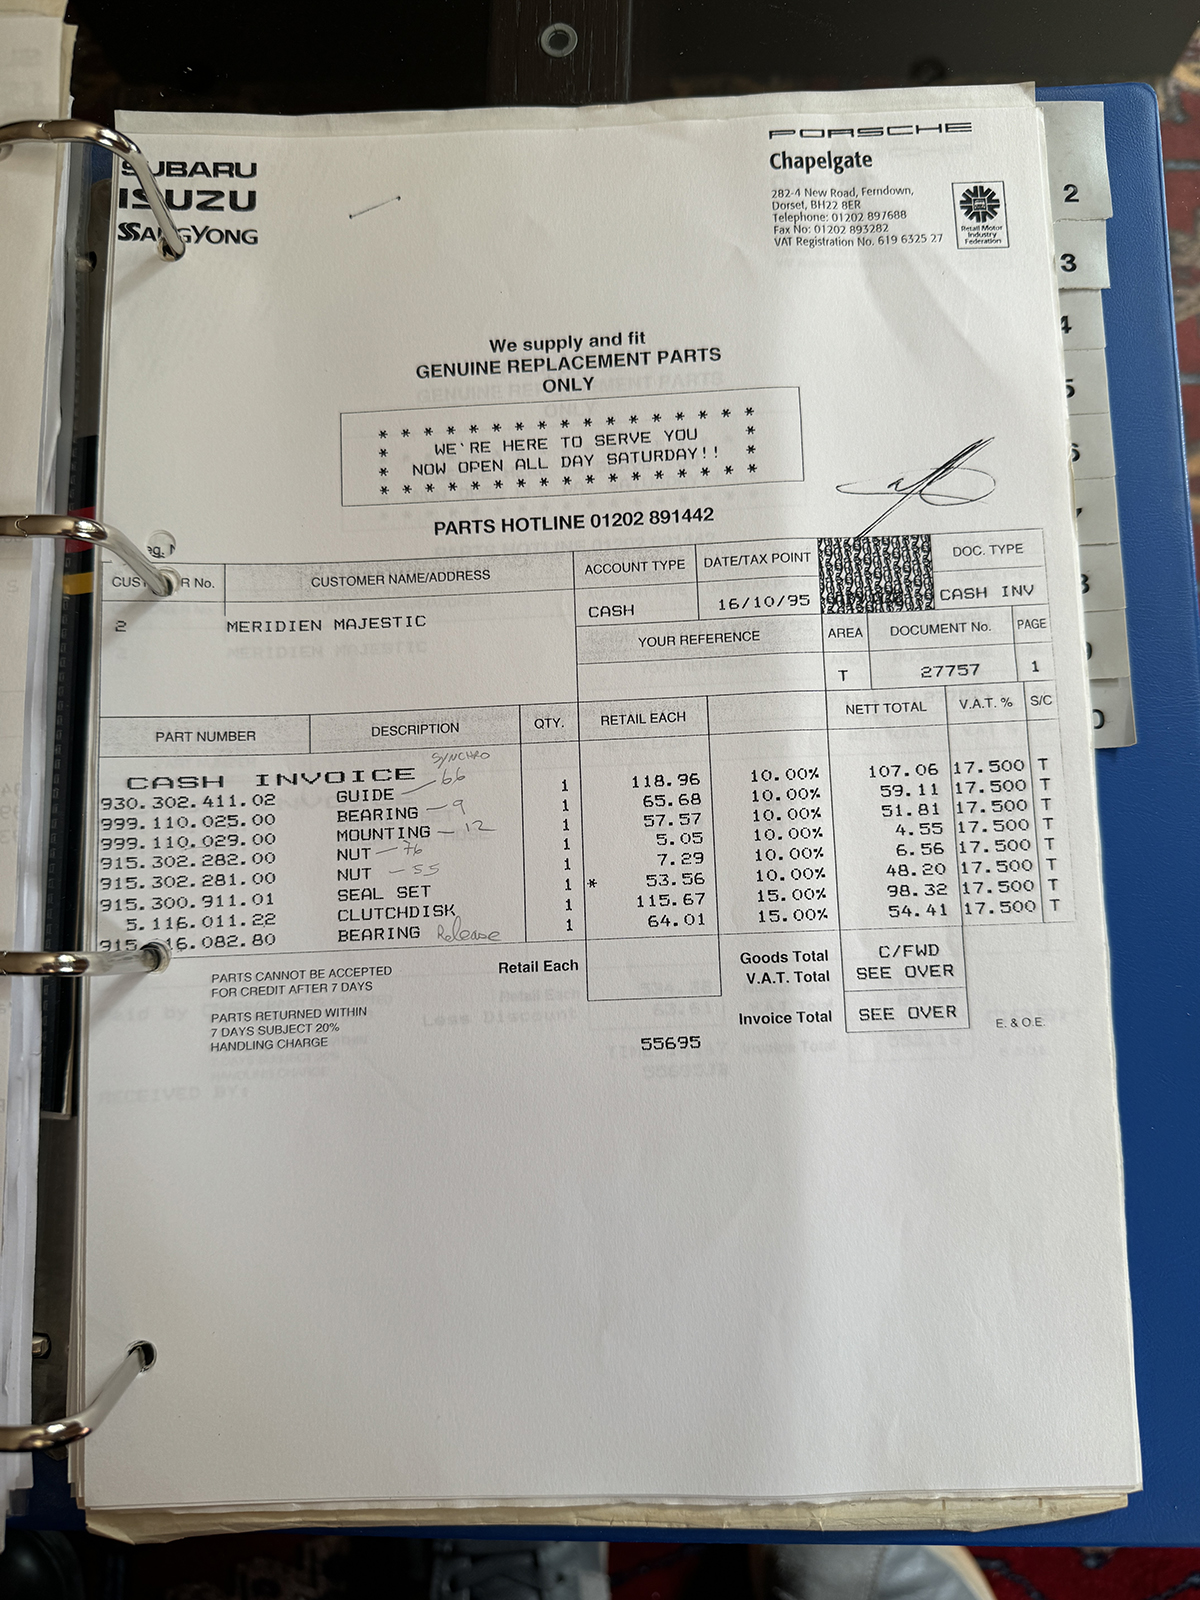 SUBARU
ISUZU
SSANGYONG
PORSCHE
Chapelgate
282-4 New Road, Ferndown,
Dorset, BH22 8ER
Telephone: 01202 897688
Fax No: 01202 893282
VAT Registration No. 619 6325 27
Retail Motor
Industry
Federation
2
3
4
5
We supply and fit
GENUINE REPLACEMENT PARTS
ONLY
* * * * * * * * * * * * * * * * *
* WE`RE HERE TO SERVE YOU *
* NOW OPEN ALL DAY SATURDAY!! *
* * * * * * * * * * * * * * * * *
PARTS HOTLINE 01202 891442
CUSTOMER No. CUSTOMER NAME/ADDRESS ACCOUNT TYPE DATE/TAX POINT DOC. TYPE
2 MERIDIEN MAJESTIC CASH 16/10/95 CASH INV
YOUR REFERENCE AREA DOCUMENT No. PAGE
T 27757 1
PART NUMBER DESCRIPTION QTY. RETAIL EACH NETT TOTAL V.A.T. % S/C
SYNCHRO
CASH INVOICE
930.302.411.02 GUIDE — 66 1 118.96 10.00% 107.06 17.500 T
999.110.025.00 BEARING — 9 1 65.68 10.00% 59.11 17.500 T
999.110.029.00 MOUNTING — 12 1 57.57 10.00% 51.81 17.500 T
915.302.282.00 NUT — 76 1 5.05 10.00% 4.55 17.500 T
915.302.281.00 NUT — 55 1 7.29 10.00% 6.56 17.500 T
915.300.911.01 SEAL SET 1 * 53.56 10.00% 48.20 17.500 T
5.116.011.22 CLUTCHDISK 1 115.67 15.00% 98.32 17.500 T
915. 16.082.80 BEARING Release 1 64.01 15.00% 54.41 17.500 T
PARTS CANNOT BE ACCEPTED
FOR CREDIT AFTER 7 DAYS
PARTS RETURNED WITHIN
7 DAYS SUBJECT 20%
HANDLING CHARGE
Retail Each
55695
Goods Total C/FWD
V.A.T. Total SEE OVER
Invoice Total SEE OVER
E. & O.E.